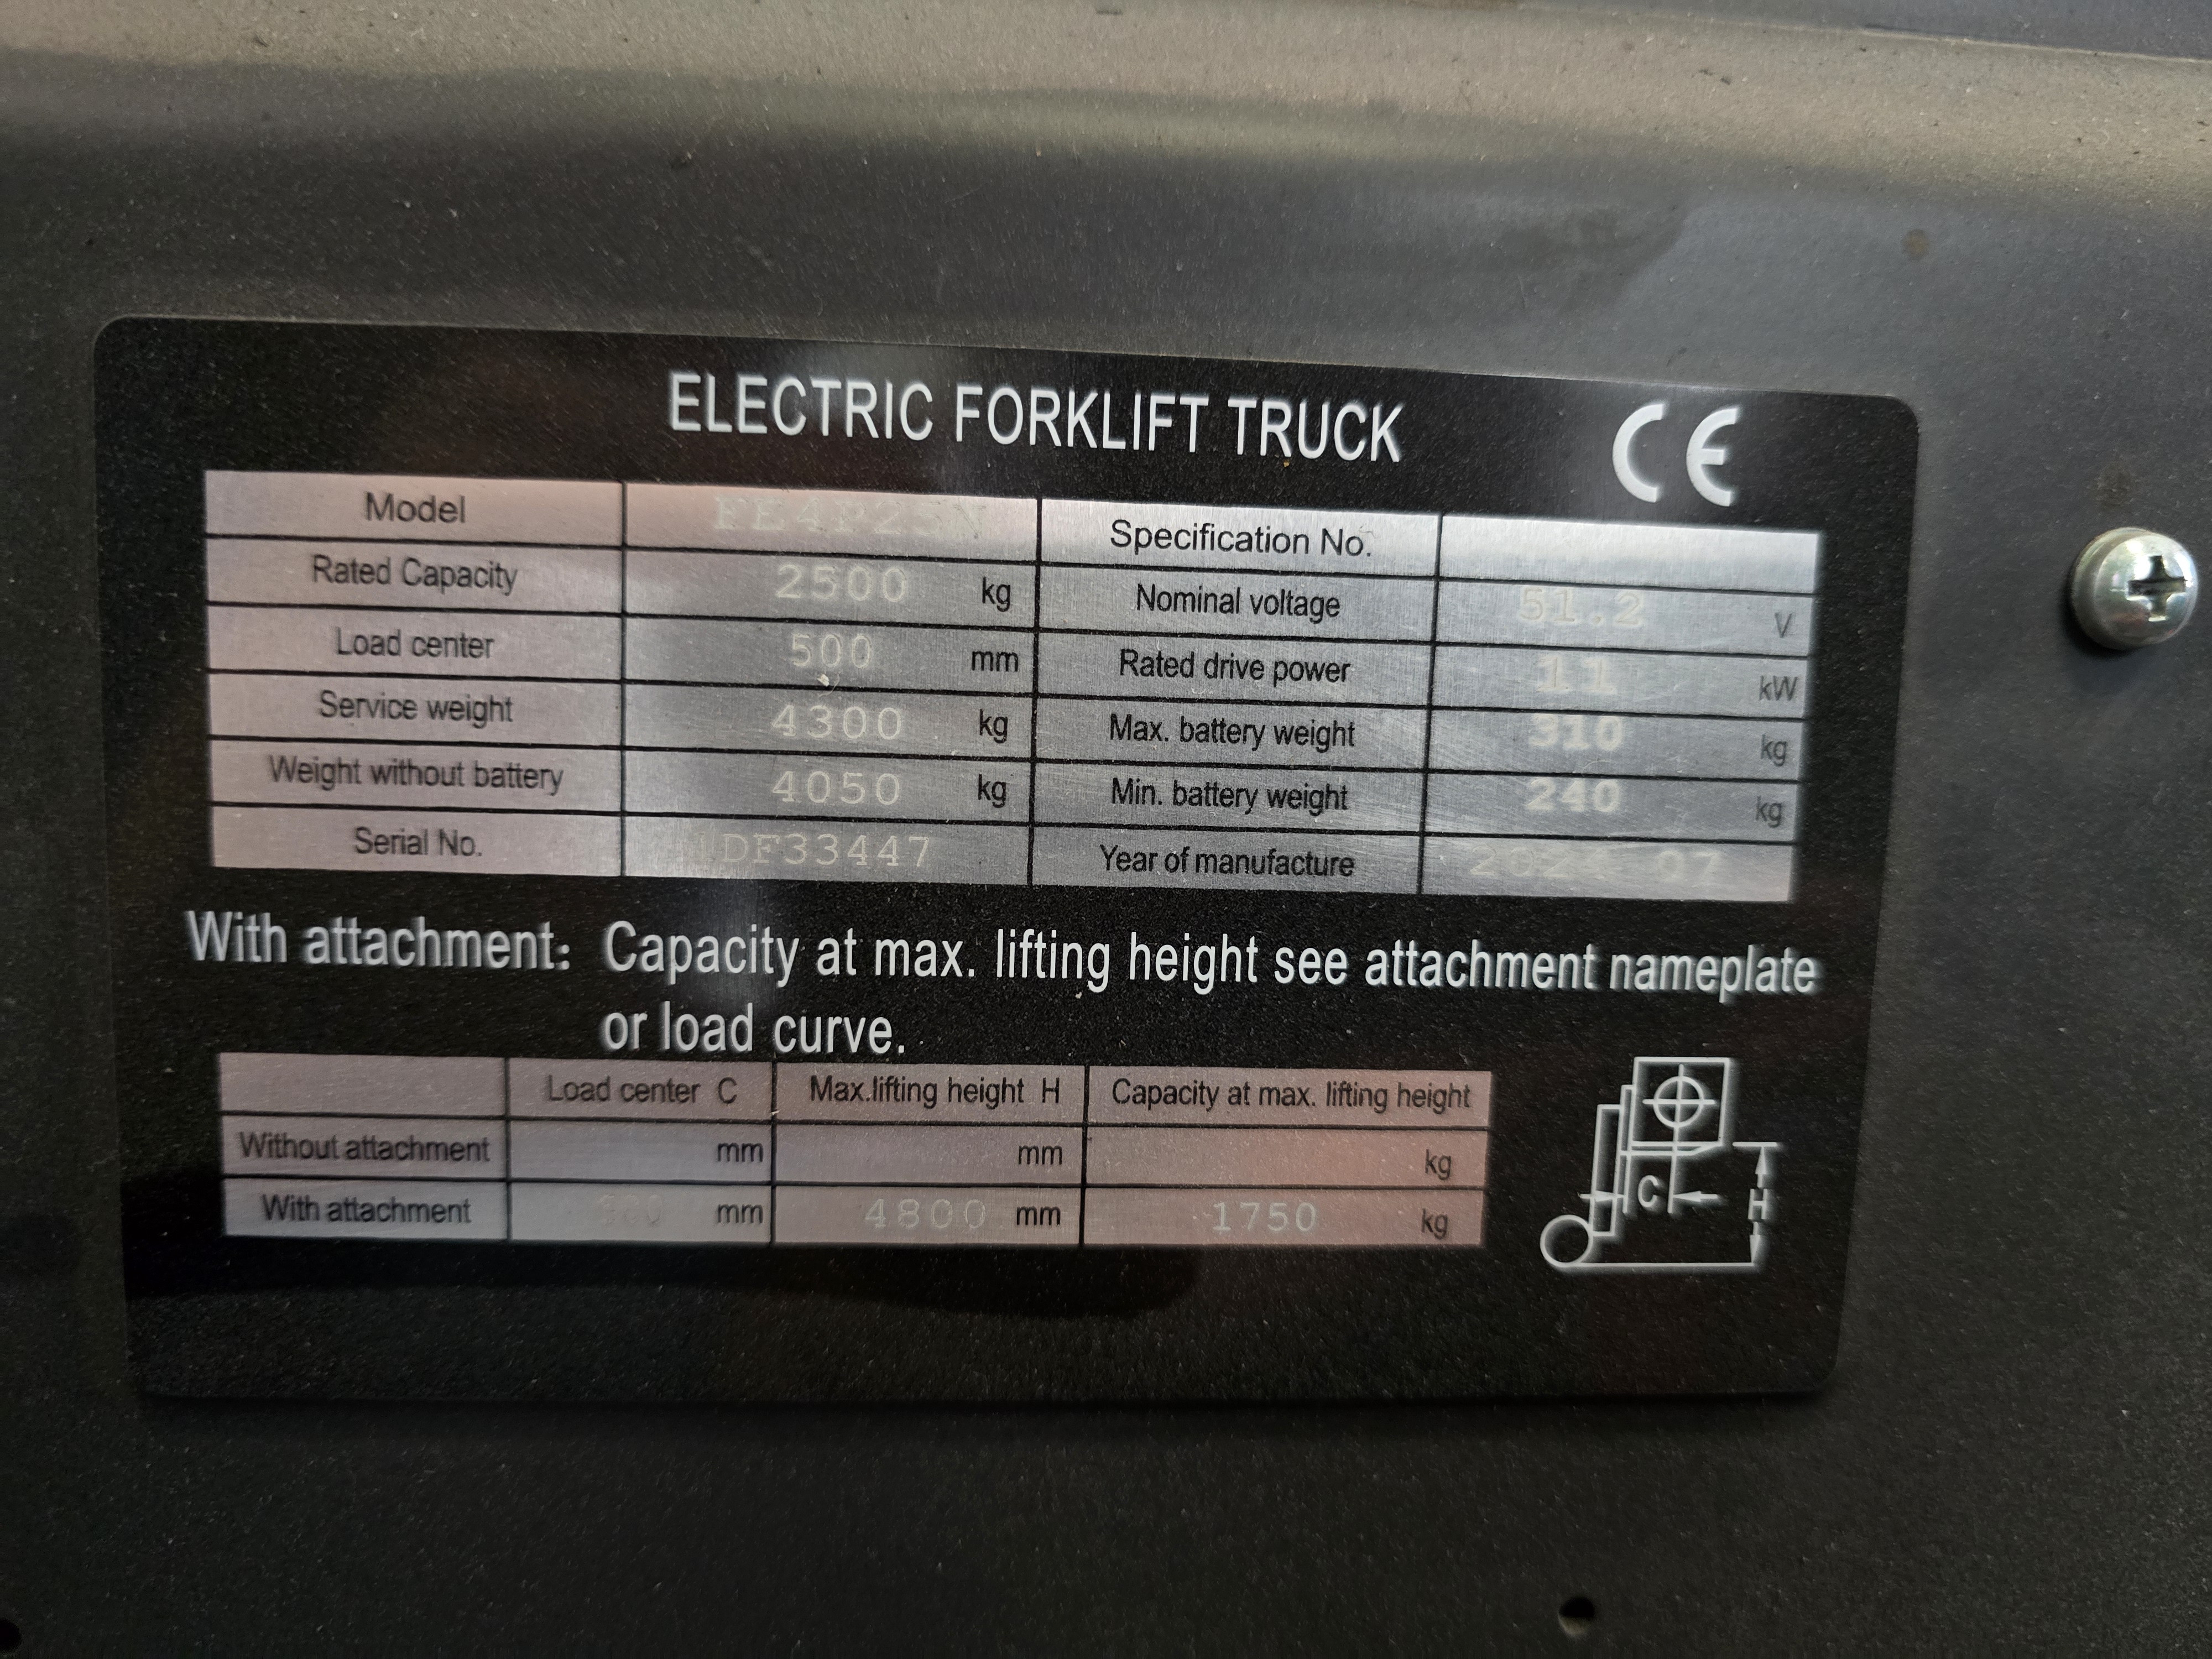 ELECTRIC FORKLIFT TRUCK CE
Model Specification No.
Rated Capacity 2500 kg Nominal voltage 51.2 V
Load center 500 mm Rated drive power 11 kW
Service weight 4300 kg Max. battery weight 310 kg
Weight without battery 4050 kg Min. battery weight 240 kg
Serial No. Year of manufacture
With attachment: Capacity at max. lifting height see attachment nameplate
or load curve.
Load center C Max.lifting height H Capacity at max. lifting height
Without attachment mm mm kg
With attachment mm 4800 mm 1750 kg
C
H